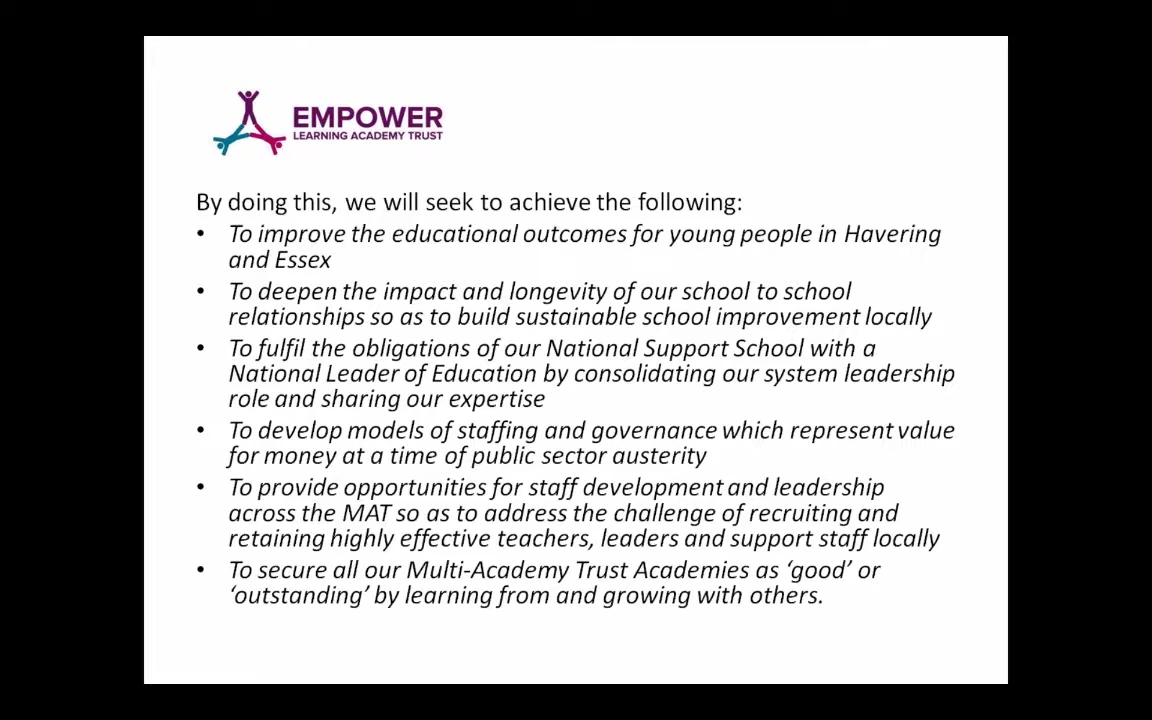 EMPOWER
LEARNING ACADEMY TRUST
By doing this, we will seek to achieve the following:
• To improve the educational outcomes for young people in Havering
and Essex
• To deepen the impact and longevity of our school to school
relationships so as to build sustainable school improvement locally
• To fulfil the obligations of our National Support School with a
National Leader of Education by consolidating our system leadership
role and sharing our expertise
• To develop models of staffing and governance which represent value
for money at a time of public sector austerity
• To provide opportunities for staff development and leadership
across the MAT so as to address the challenge of recruiting and
retaining highly effective teachers, leaders and support staff locally
• To secure all our Multi-Academy Trust Academies as ‘good’ or
‘outstanding’ by learning from and growing with others.